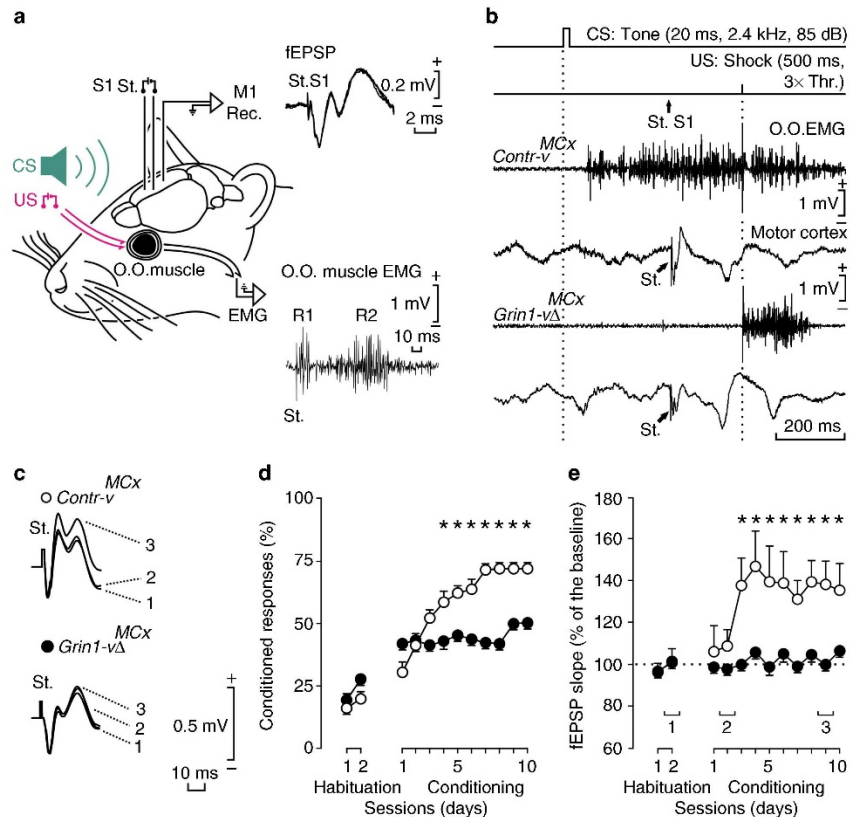 a
S1 St.
M1
Rec.
CS
US
O.O.muscle
EMG
fEPSP
St.S1
+
0.2 mV
−
2 ms
O.O. muscle EMG
+
1 mV
−
R1 R2
10 ms
St.
b
CS: Tone (20 ms, 2.4 kHz, 85 dB)
US: Shock (500 ms,
3× Thr.)
St. S1
O.O.EMG
Contr-v MCx
+
1 mV
−
Motor cortex
St.
+
1 mV
−
Grin1-vΔ MCx
St.
200 ms
c
Contr-v MCx
St.
3
2
1
Grin1-vΔ MCx
St.
3
2
1
+
0.5 mV
−
10 ms
d
Conditioned responses (%)
100
75
50
25
0
* * * * * * *
1 2 1 5 10
Habituation Conditioning
Sessions (days)
e
fEPSP slope (% of the baseline)
180
160
140
120
100
80
60
* * * * * * * *
1 2 3
1 2 1 5 10
Habituation Conditioning
Sessions (days)